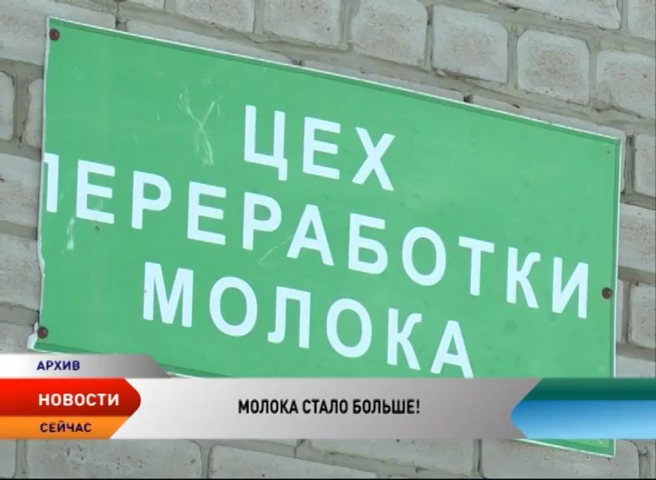 ЦЕХ
ПЕРЕРАБОТКИ
МОЛОКА
АРХИВ
НОВОСТИ
МОЛОКА СТАЛО БОЛЬШЕ!
СЕЙЧАС